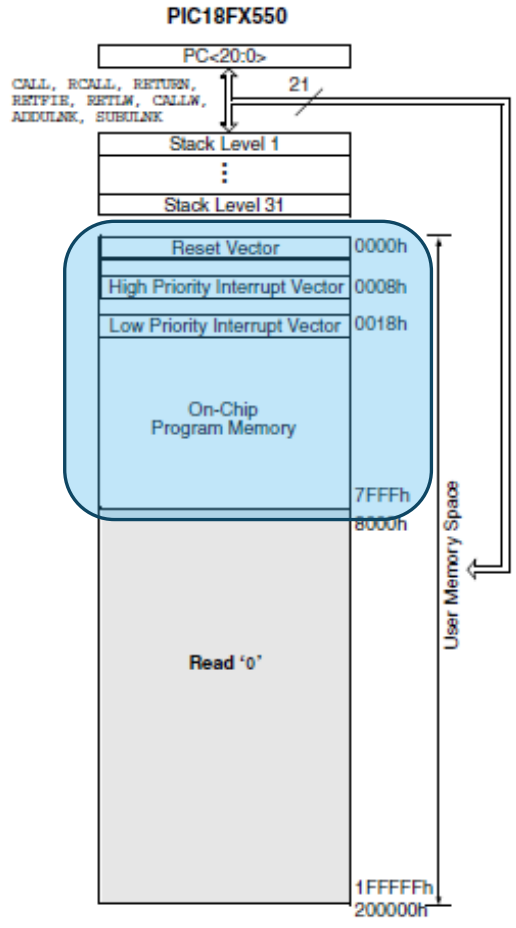 PIC18FX550
PC<20:0>
CALL, RCALL, RETURN,
RETFIE, RETLW, CALLW,
ADDULNK, SUBULNK
21
Stack Level 1
⋮
Stack Level 31
Reset Vector
0000h
High Priority Interrupt Vector
0008h
Low Priority Interrupt Vector
0018h
On-Chip
Program Memory
7FFFh
8000h
User Memory Space
Read ‘0’
1FFFFFh
200000h